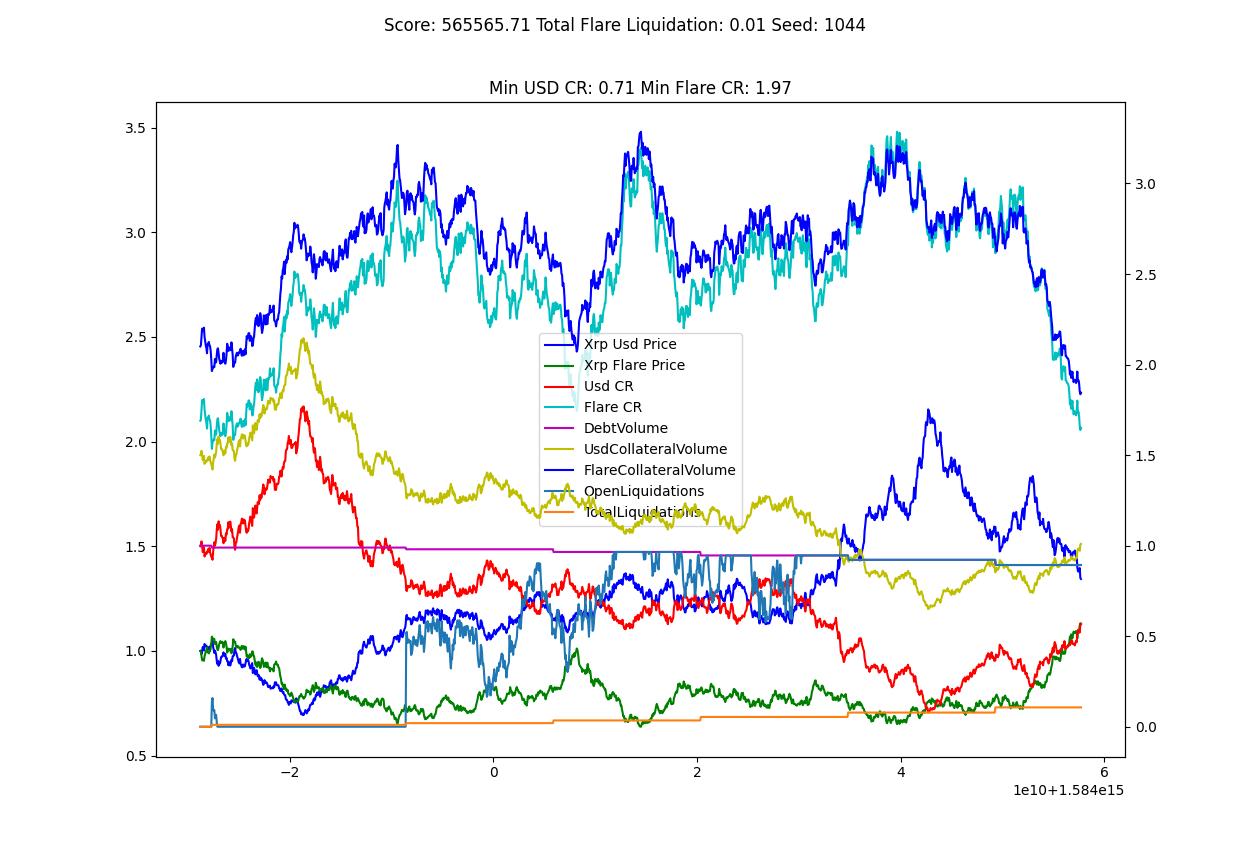 Score: 565565.71 Total Flare Liquidation: 0.01 Seed: 1044
Min USD CR: 0.71 Min Flare CR: 1.97
3.5
3.0
2.5
2.0
1.5
1.0
0.5
3.0
2.5
2.0
1.5
1.0
0.5
0.0
Xrp Usd Price
Xrp Flare Price
Usd CR
Flare CR
DebtVolume
UsdCollateralVolume
FlareCollateralVolume
OpenLiquidations
TotalLiquidations
−2 0 2 4 6
1e10+1.584e15